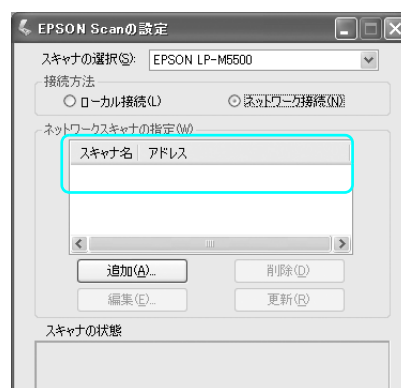 EPSON Scanの設定
スキャナの選択(S): EPSON LP-M5500
接続方法
ローカル接続(L) ネットワーク接続(N)
ネットワークスキャナの指定(W)
スキャナ名 アドレス
追加(A)... 削除(D)
編集(E)... 更新(R)
スキャナの状態